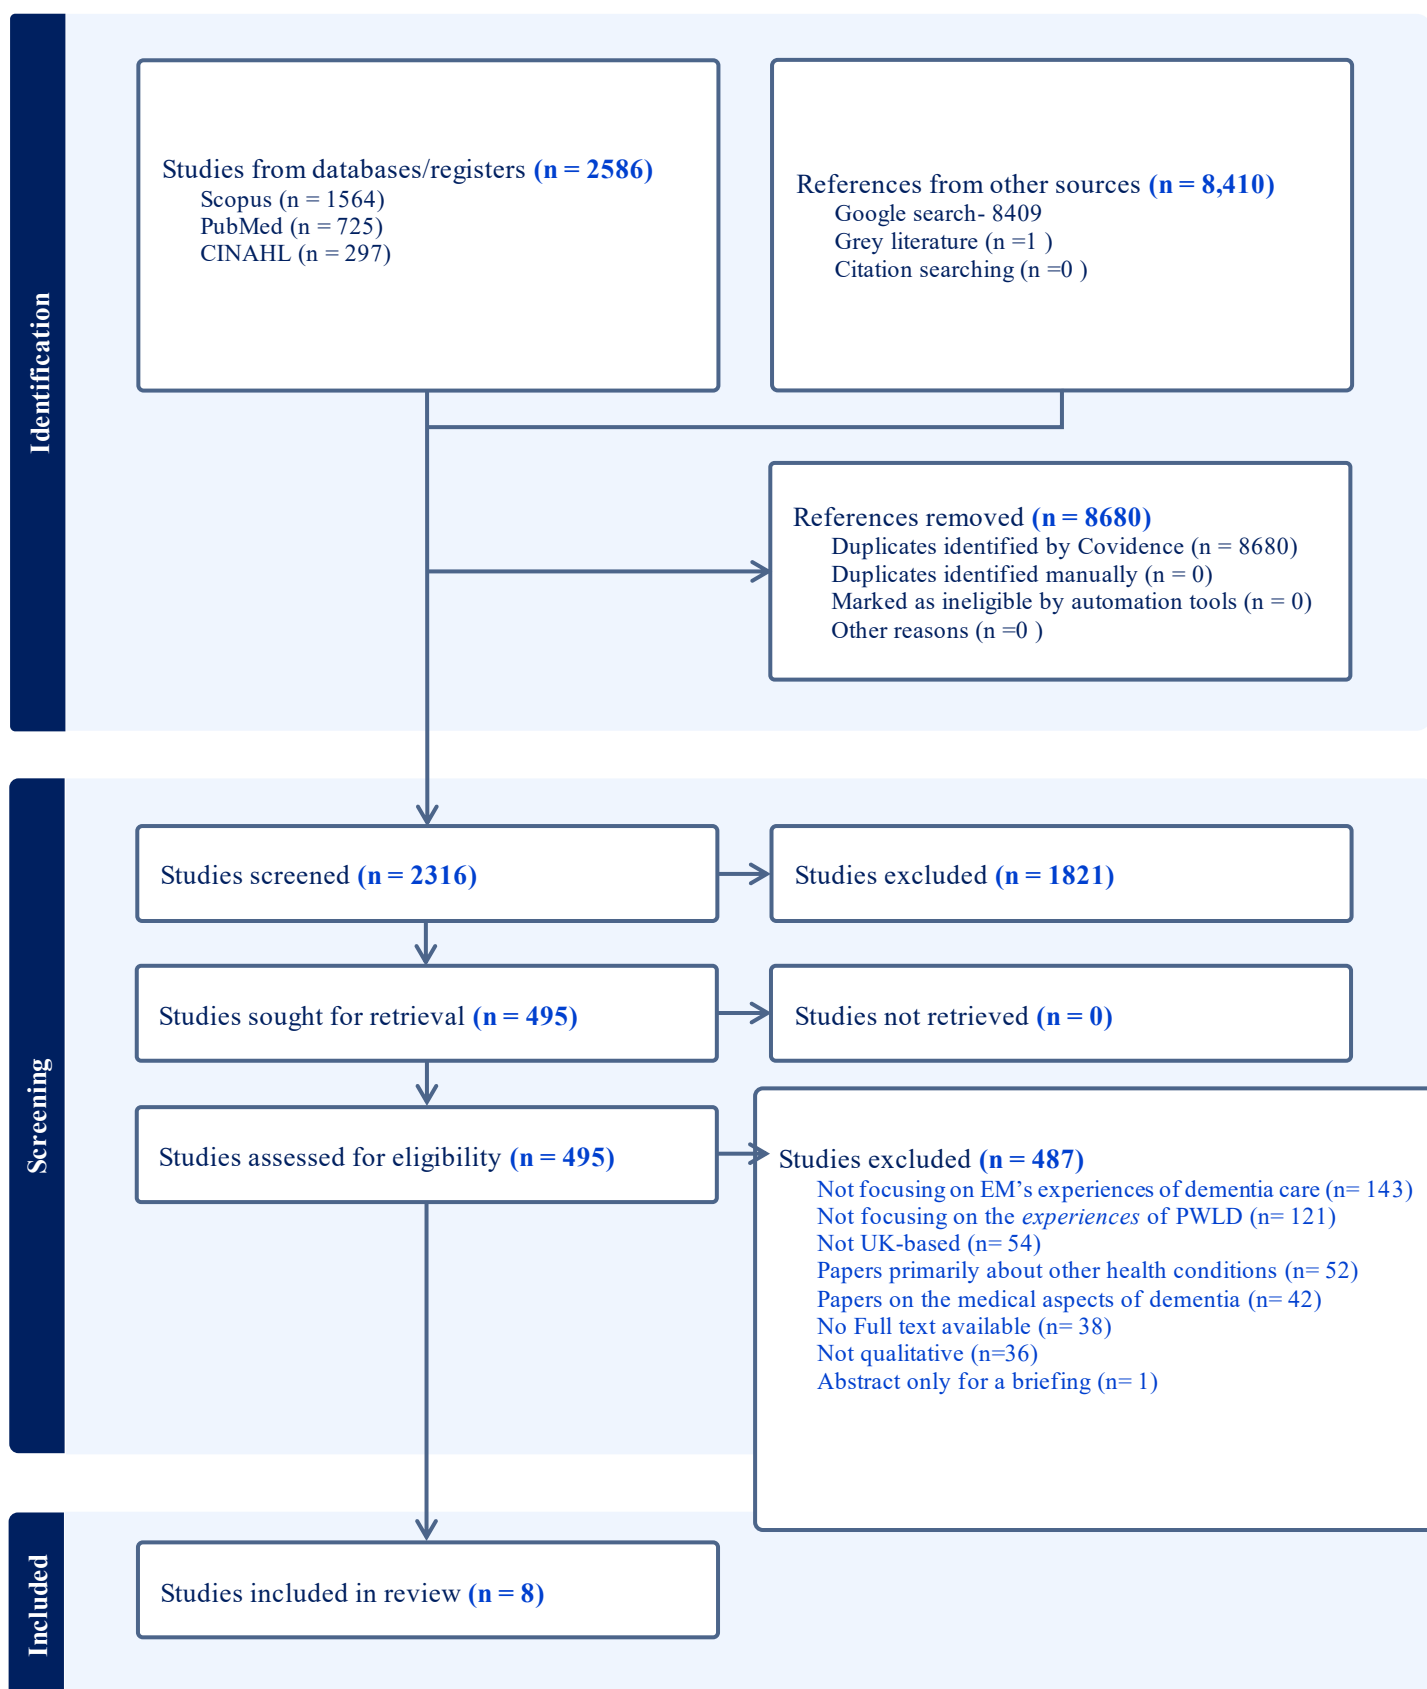 Identification
Studies from databases/registers (n = 2586)
Scopus (n = 1564)
PubMed (n = 725)
CINAHL (n = 297)
References from other sources (n = 8,410)
Google search- 8409
Grey literature (n =1 )
Citation searching (n =0 )
References removed (n = 8680)
Duplicates identified by Covidence (n = 8680)
Duplicates identified manually (n = 0)
Marked as ineligible by automation tools (n = 0)
Other reasons (n =0 )
Screening
Studies screened (n = 2316)
Studies excluded (n = 1821)
Studies sought for retrieval (n = 495)
Studies not retrieved (n = 0)
Studies assessed for eligibility (n = 495)
Studies excluded (n = 487)
Not focusing on EM’s experiences of dementia care (n= 143)
Not focusing on the experiences of PWLD (n= 121)
Not UK-based (n= 54)
Papers primarily about other health conditions (n= 52)
Papers on the medical aspects of dementia (n= 42)
No Full text available (n= 38)
Not qualitative (n=36)
Abstract only for a briefing (n= 1)
Included
Studies included in review (n = 8)